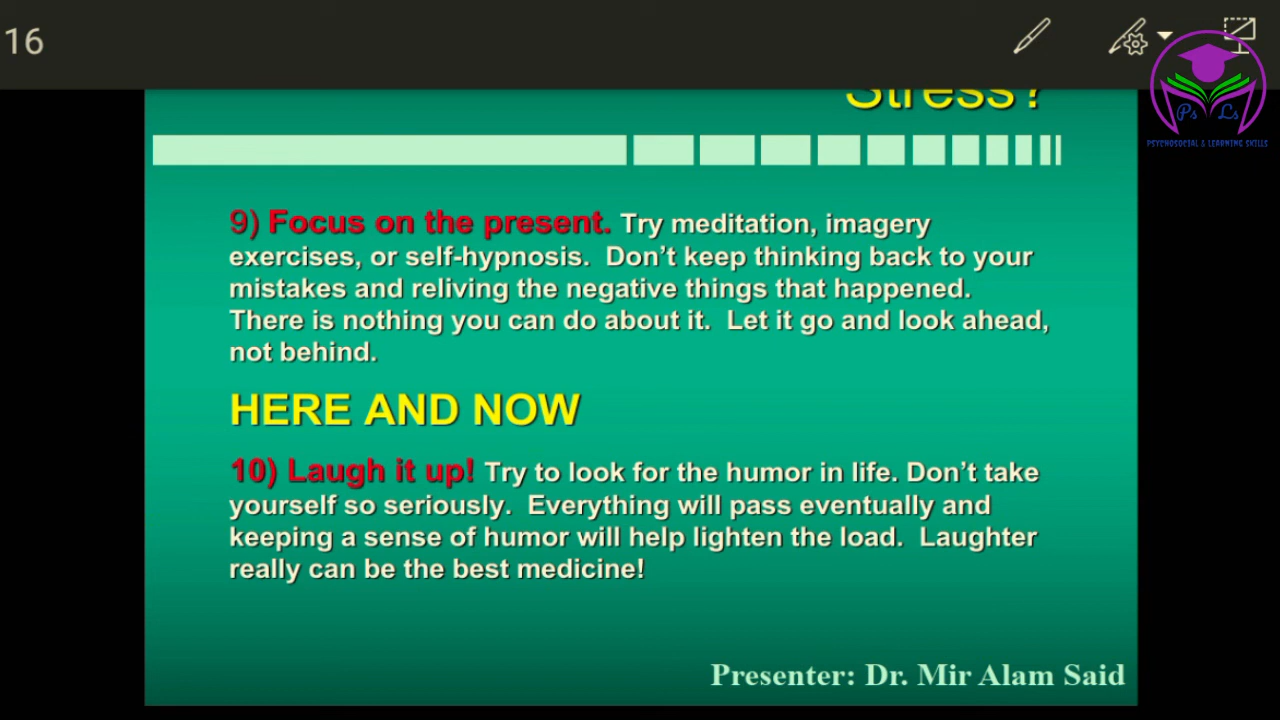 16
Stress?
Ps Ls
PSYCHOSOCIAL & LEARNING SKILLS
9) Focus on the present. Try meditation, imagery
exercises, or self-hypnosis.  Don’t keep thinking back to your
mistakes and reliving the negative things that happened.
There is nothing you can do about it.  Let it go and look ahead,
not behind.
HERE AND NOW
10) Laugh it up! Try to look for the humor in life. Don’t take
yourself so seriously.  Everything will pass eventually and
keeping a sense of humor will help lighten the load.  Laughter
really can be the best medicine!
Presenter: Dr. Mir Alam Said